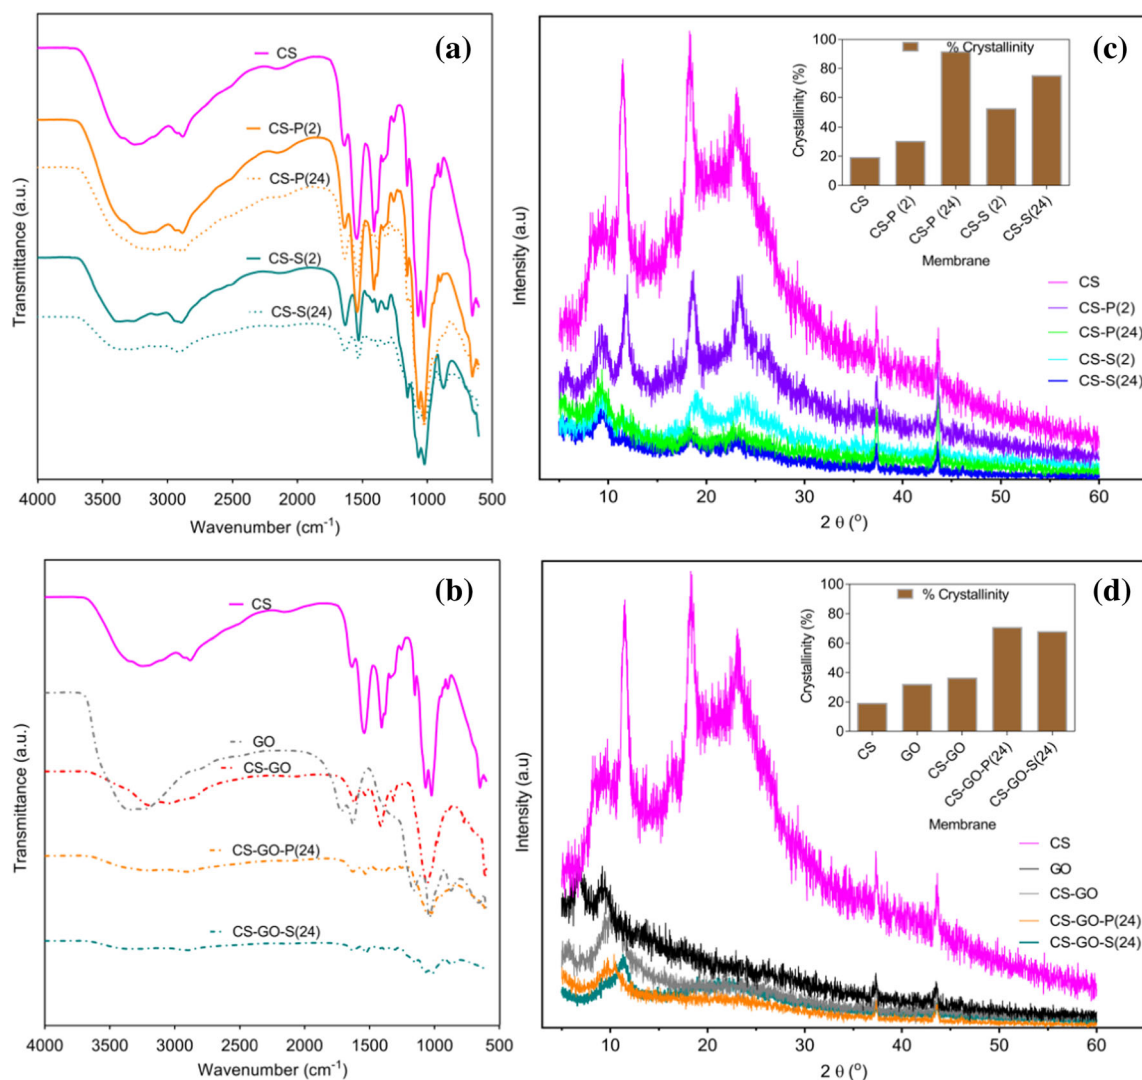 (a)
CS
CS-P(2)
CS-P(24)
CS-S(2)
CS-S(24)
Transmittance (a.u.)
4000 3500 3000 2500 2000 1500 1000 500
Wavenumber (cm⁻¹)
(c)
% Crystallinity
Crystallinity (%)
100
80
60
40
20
0
CS
CS-P (2)
CS-P (24)
CS-S (2)
CS-S(24)
Membrane
CS
CS-P(2)
CS-P(24)
CS-S(2)
CS-S(24)
Intensity (a.u)
10 20 30 40 50 60
2 θ (°)
(b)
CS
GO
CS-GO
CS-GO-P(24)
CS-GO-S(24)
Transmittance (a.u.)
4000 3500 3000 2500 2000 1500 1000 500
Wavenumber (cm⁻¹)
(d)
% Crystallinity
Crystallinity (%)
100
80
60
40
20
0
CS
GO
CS-GO
CS-GO-P(24)
CS-GO-S(24)
Membrane
CS
GO
CS-GO
CS-GO-P(24)
CS-GO-S(24)
Intensity (a.u)
10 20 30 40 50 60
2 θ (°)